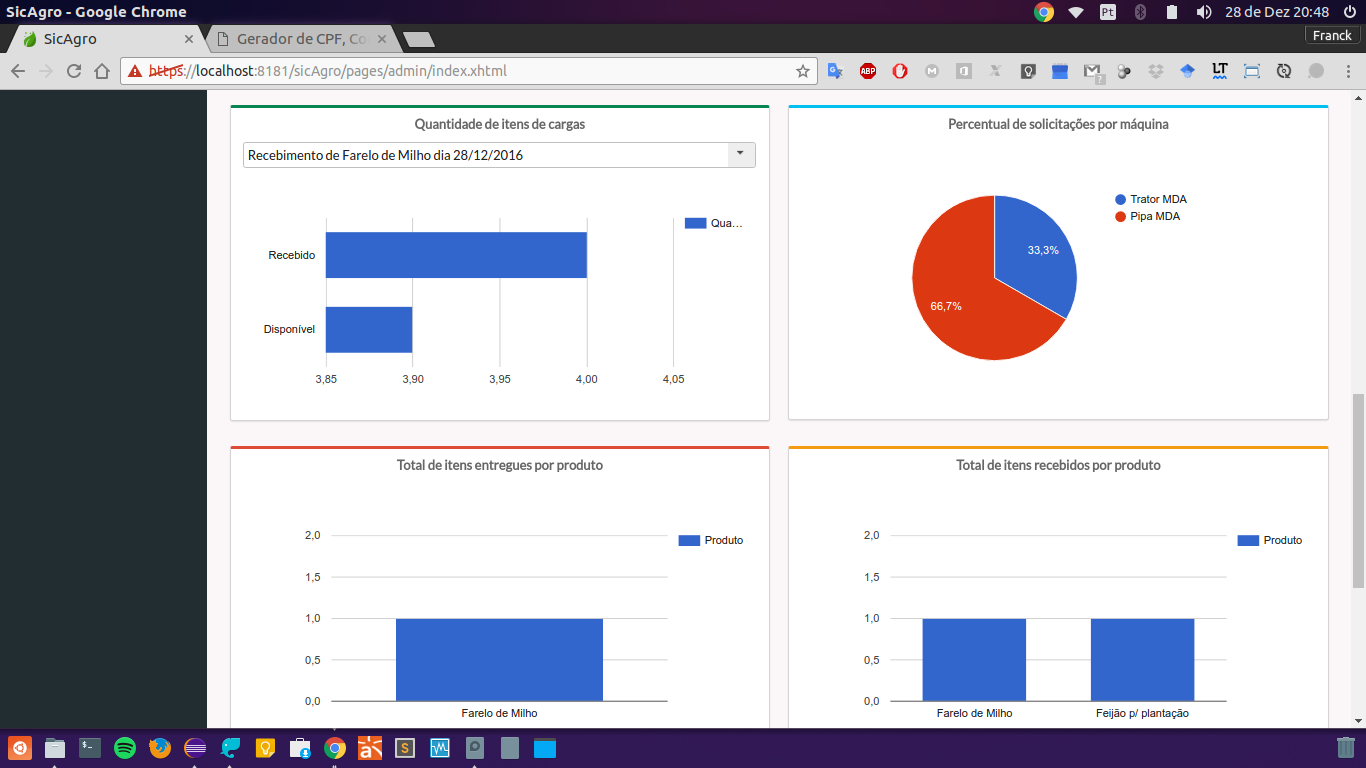 SicAgro - Google Chrome
Pt
28 de Dez 20:48
SicAgro
Gerador de CPF, Co
Franck
https://localhost:8181/sicAgro/pages/admin/index.xhtml
ABP
M
LT
?
Quantidade de itens de cargas
Recebimento de Farelo de Milho dia 28/12/2016
Qua...
Recebido
Disponível
3,85 3,90 3,95 4,00 4,05
Percentual de solicitações por máquina
Trator MDA
Pipa MDA
33,3%
66,7%
Total de itens entregues por produto
Produto
2,0
1,5
1,0
0,5
0,0
Farelo de Milho
Total de itens recebidos por produto
Produto
2,0
1,5
1,0
0,5
0,0
Farelo de Milho Feijão p/ plantação
S